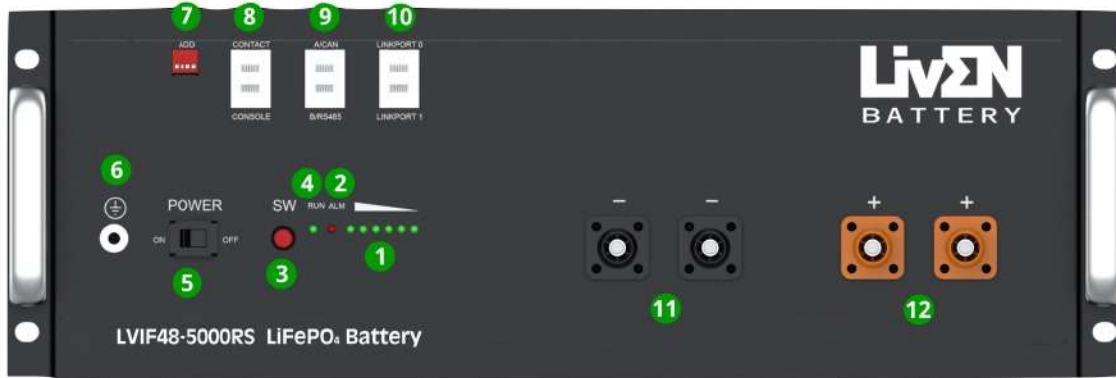 7
8
9
10
ADD
CONTACT
A/CAN
LINKPORT 0
CONSOLE
B/RS485
LINKPORT 1
LivΣN
BATTERY
6
4
2
POWER
SW
RUN
ALM
ON
OFF
− − + +
5
3
1
11
12
LVIF48-5000RS LiFePO₄ Battery